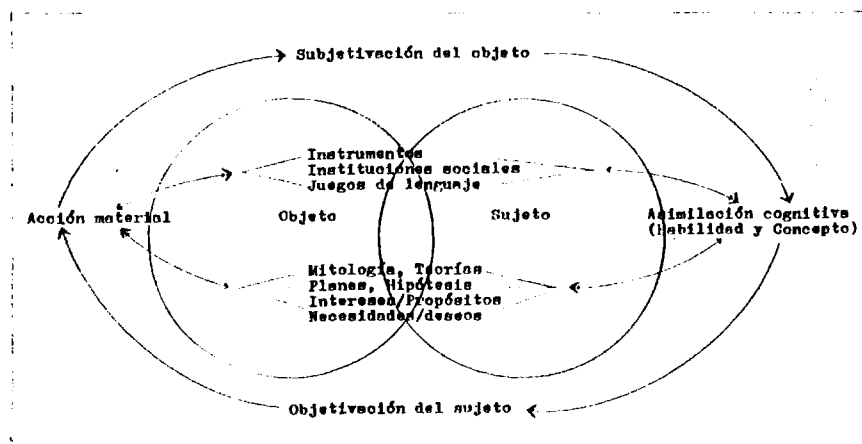 Subjetivación del objeto
Instrumentos
Instituciones sociales
Juegos de lenguaje
Acción material
Objeto
Sujeto
Asimilación cognitiva
(Habilidad y Concepto)
Mitología, Teorías
Planes, Hipótesis
Intereses/Propósitos
Necesidades/deseos
Objetivación del sujeto